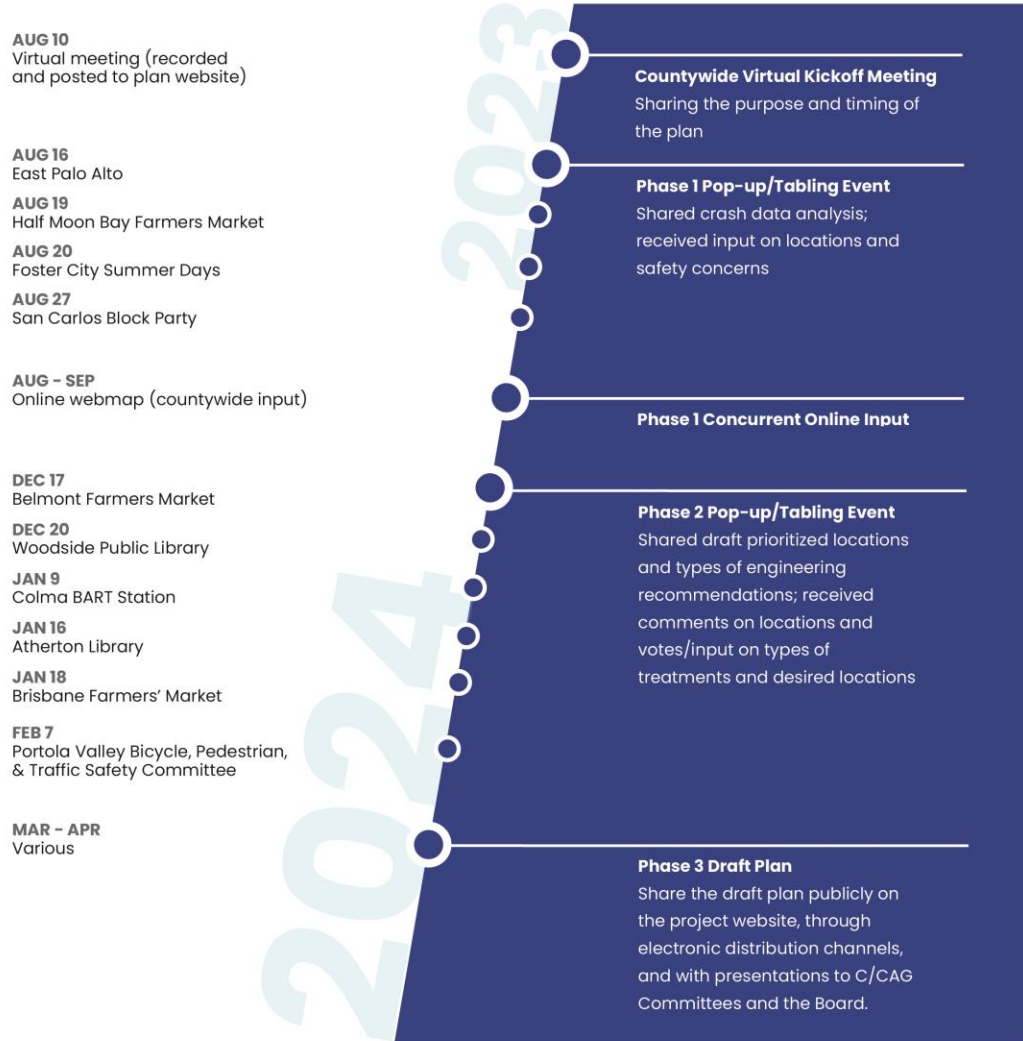 2023
AUG 10
Virtual meeting (recorded
and posted to plan website)
Countywide Virtual Kickoff Meeting
Sharing the purpose and timing of
the plan
AUG 16
East Palo Alto
AUG 19
Half Moon Bay Farmers Market
AUG 20
Foster City Summer Days
AUG 27
San Carlos Block Party
Phase 1 Pop-up/Tabling Event
Shared crash data analysis;
received input on locations and
safety concerns
AUG - SEP
Online webmap (countywide input)
Phase 1 Concurrent Online Input
DEC 17
Belmont Farmers Market
DEC 20
Woodside Public Library
2024
JAN 9
Colma BART Station
JAN 16
Atherton Library
JAN 18
Brisbane Farmers’ Market
FEB 7
Portola Valley Bicycle, Pedestrian,
& Traffic Safety Committee
Phase 2 Pop-up/Tabling Event
Shared draft prioritized locations
and types of engineering
recommendations; received
comments on locations and
votes/input on types of
treatments and desired locations
MAR - APR
Various
Phase 3 Draft Plan
Share the draft plan publicly on
the project website, through
electronic distribution channels,
and with presentations to C/CAG
Committees and the Board.